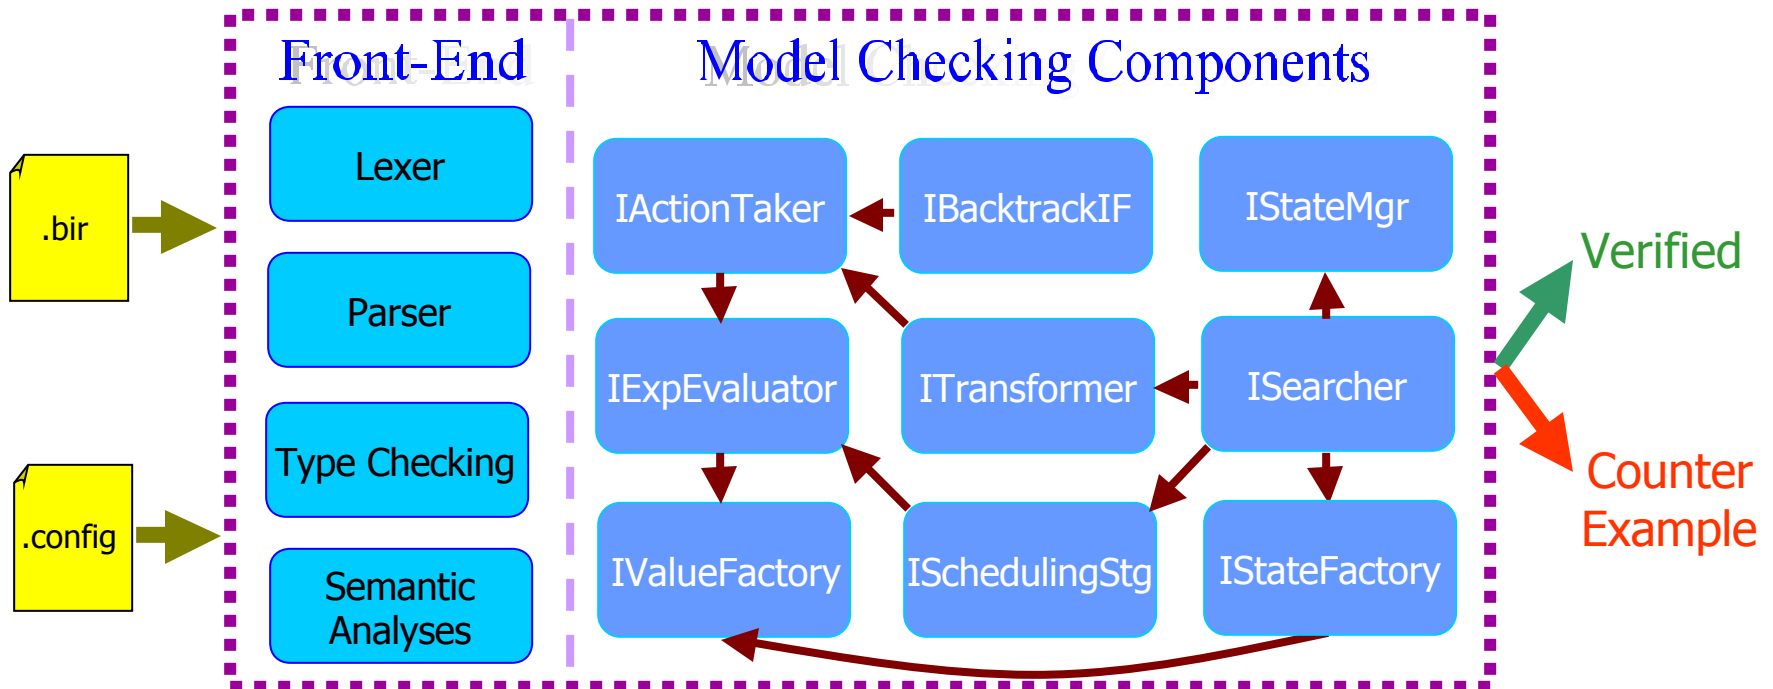 Front-End
Model Checking Components
.bir
.config
Lexer
Parser
Type Checking
Semantic
Analyses
IActionTaker
IBacktrackIF
IStateMgr
IExpEvaluator
ITransformer
ISearcher
IValueFactory
ISchedulingStg
IStateFactory
Verified
Counter
Example